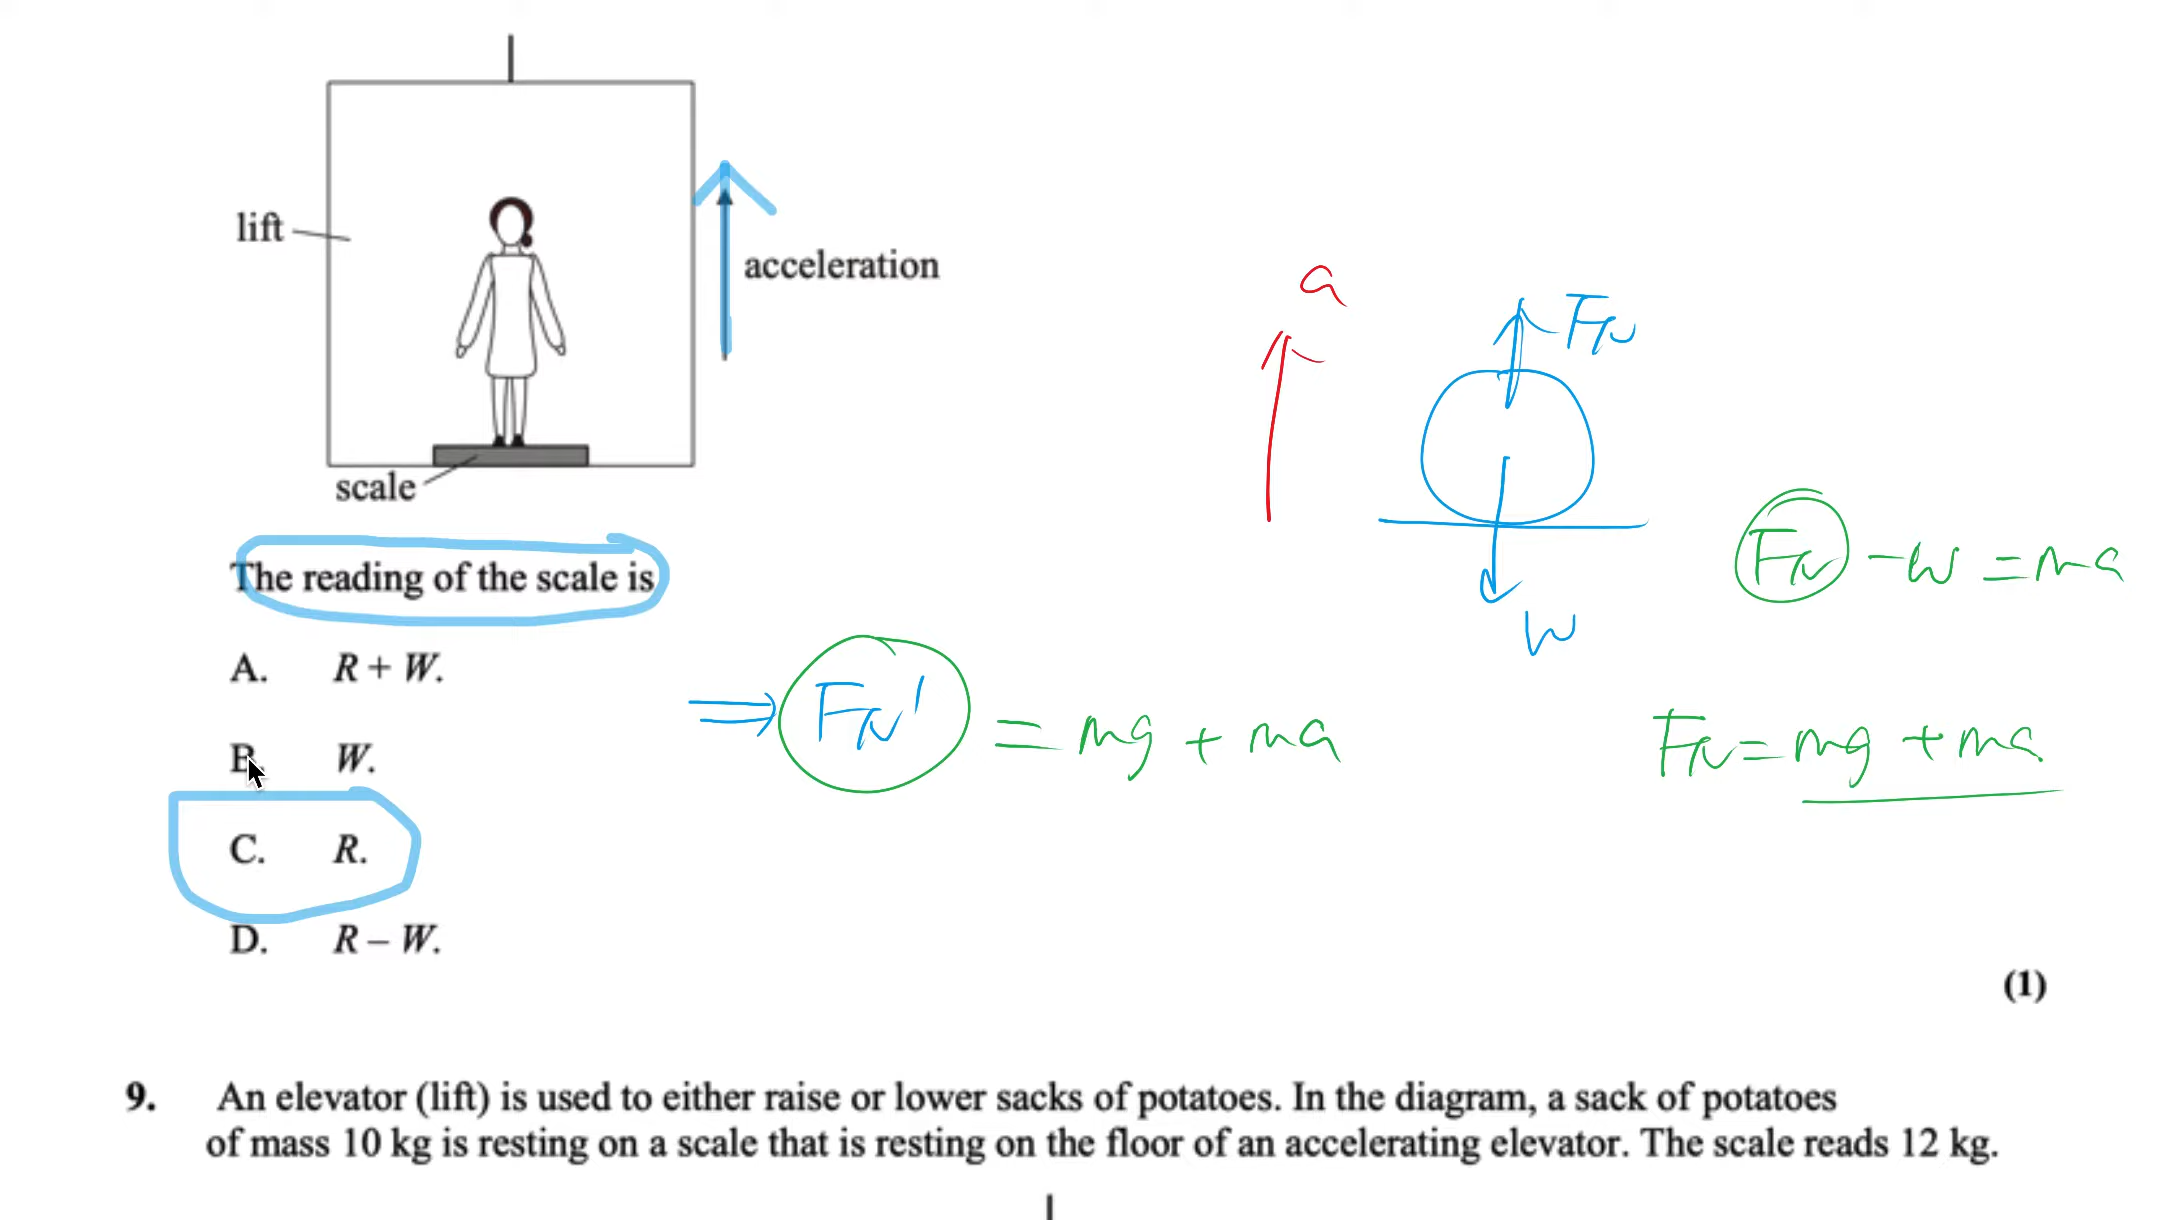 lift
acceleration
scale
a
FN
W
The reading of the scale is
FN - W = ma
A. R + W.
FN' = mg + ma
FN = mg + ma
B. W.
C. R.
D. R – W.
(1)
9. An elevator (lift) is used to either raise or lower sacks of potatoes. In the diagram, a sack of potatoes
of mass 10 kg is resting on a scale that is resting on the floor of an accelerating elevator. The scale reads 12 kg.